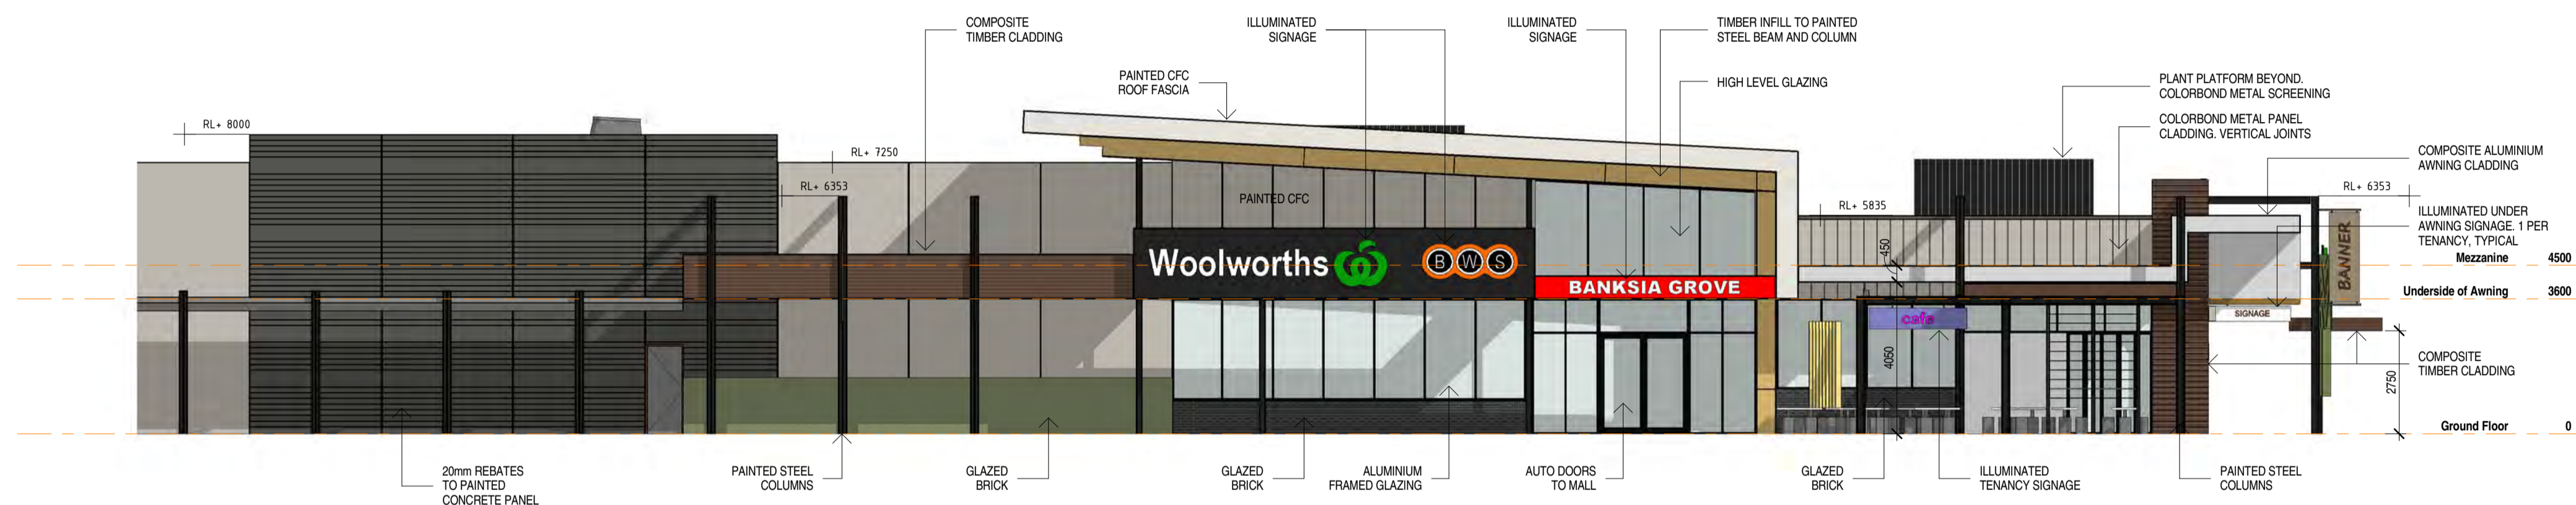 COMPOSITE
TIMBER CLADDING
ILLUMINATED
SIGNAGE
ILLUMINATED
SIGNAGE
TIMBER INFILL TO PAINTED
STEEL BEAM AND COLUMN
PAINTED CFC
ROOF FASCIA
HIGH LEVEL GLAZING
PLANT PLATFORM BEYOND.
COLORBOND METAL SCREENING
COLORBOND METAL PANEL
CLADDING. VERTICAL JOINTS
COMPOSITE ALUMINIUM
AWNING CLADDING
RL+ 8000
RL+ 7250
RL+ 6353
PAINTED CFC
RL+ 5835
RL+ 6353
ILLUMINATED UNDER
AWNING SIGNAGE. 1 PER
TENANCY, TYPICAL
Woolworths
BWS
BANKSIA GROVE
450
BANNER
Mezzanine 4500
Underside of Awning 3600
cafe
SIGNAGE
4050
2750
COMPOSITE
TIMBER CLADDING
Ground Floor 0
20mm REBATES
TO PAINTED
CONCRETE PANEL
PAINTED STEEL
COLUMNS
GLAZED
BRICK
GLAZED
BRICK
ALUMINIUM
FRAMED GLAZING
AUTO DOORS
TO MALL
GLAZED
BRICK
ILLUMINATED
TENANCY SIGNAGE
PAINTED STEEL
COLUMNS